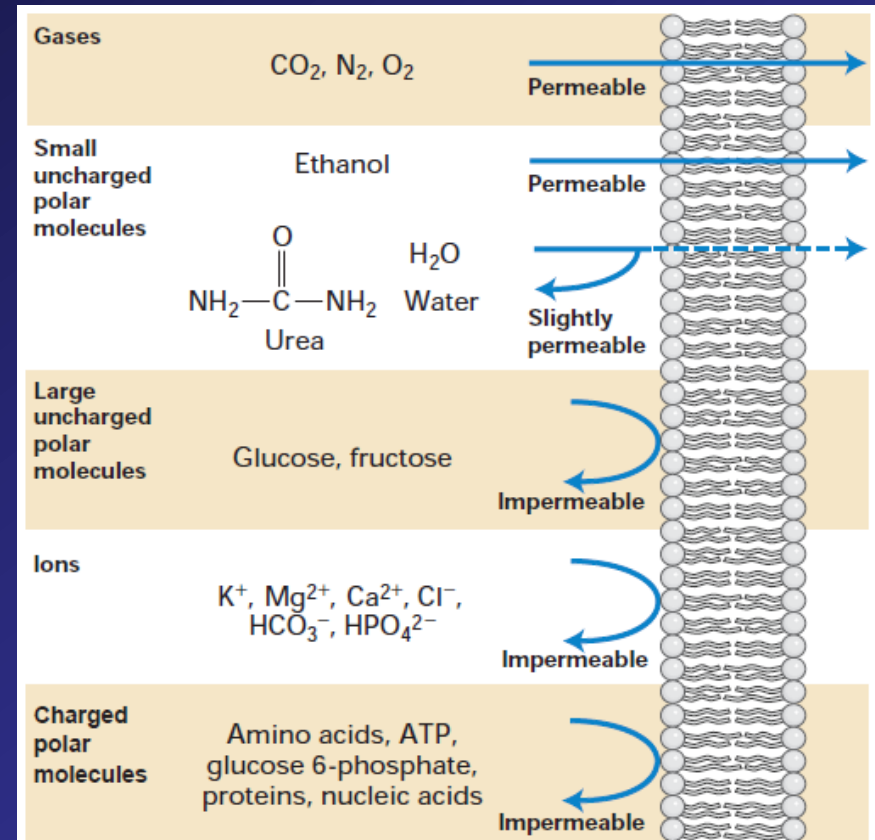 Gases
CO₂, N₂, O₂
Permeable
Small
uncharged
polar
molecules
Ethanol
Permeable
O
NH₂—C—NH₂
Urea
H₂O
Water
Slightly
permeable
Large
uncharged
polar
molecules
Glucose, fructose
Impermeable
Ions
K⁺, Mg²⁺, Ca²⁺, Cl⁻,
HCO₃⁻, HPO₄²⁻
Impermeable
Charged
polar
molecules
Amino acids, ATP,
glucose 6-phosphate,
proteins, nucleic acids
Impermeable